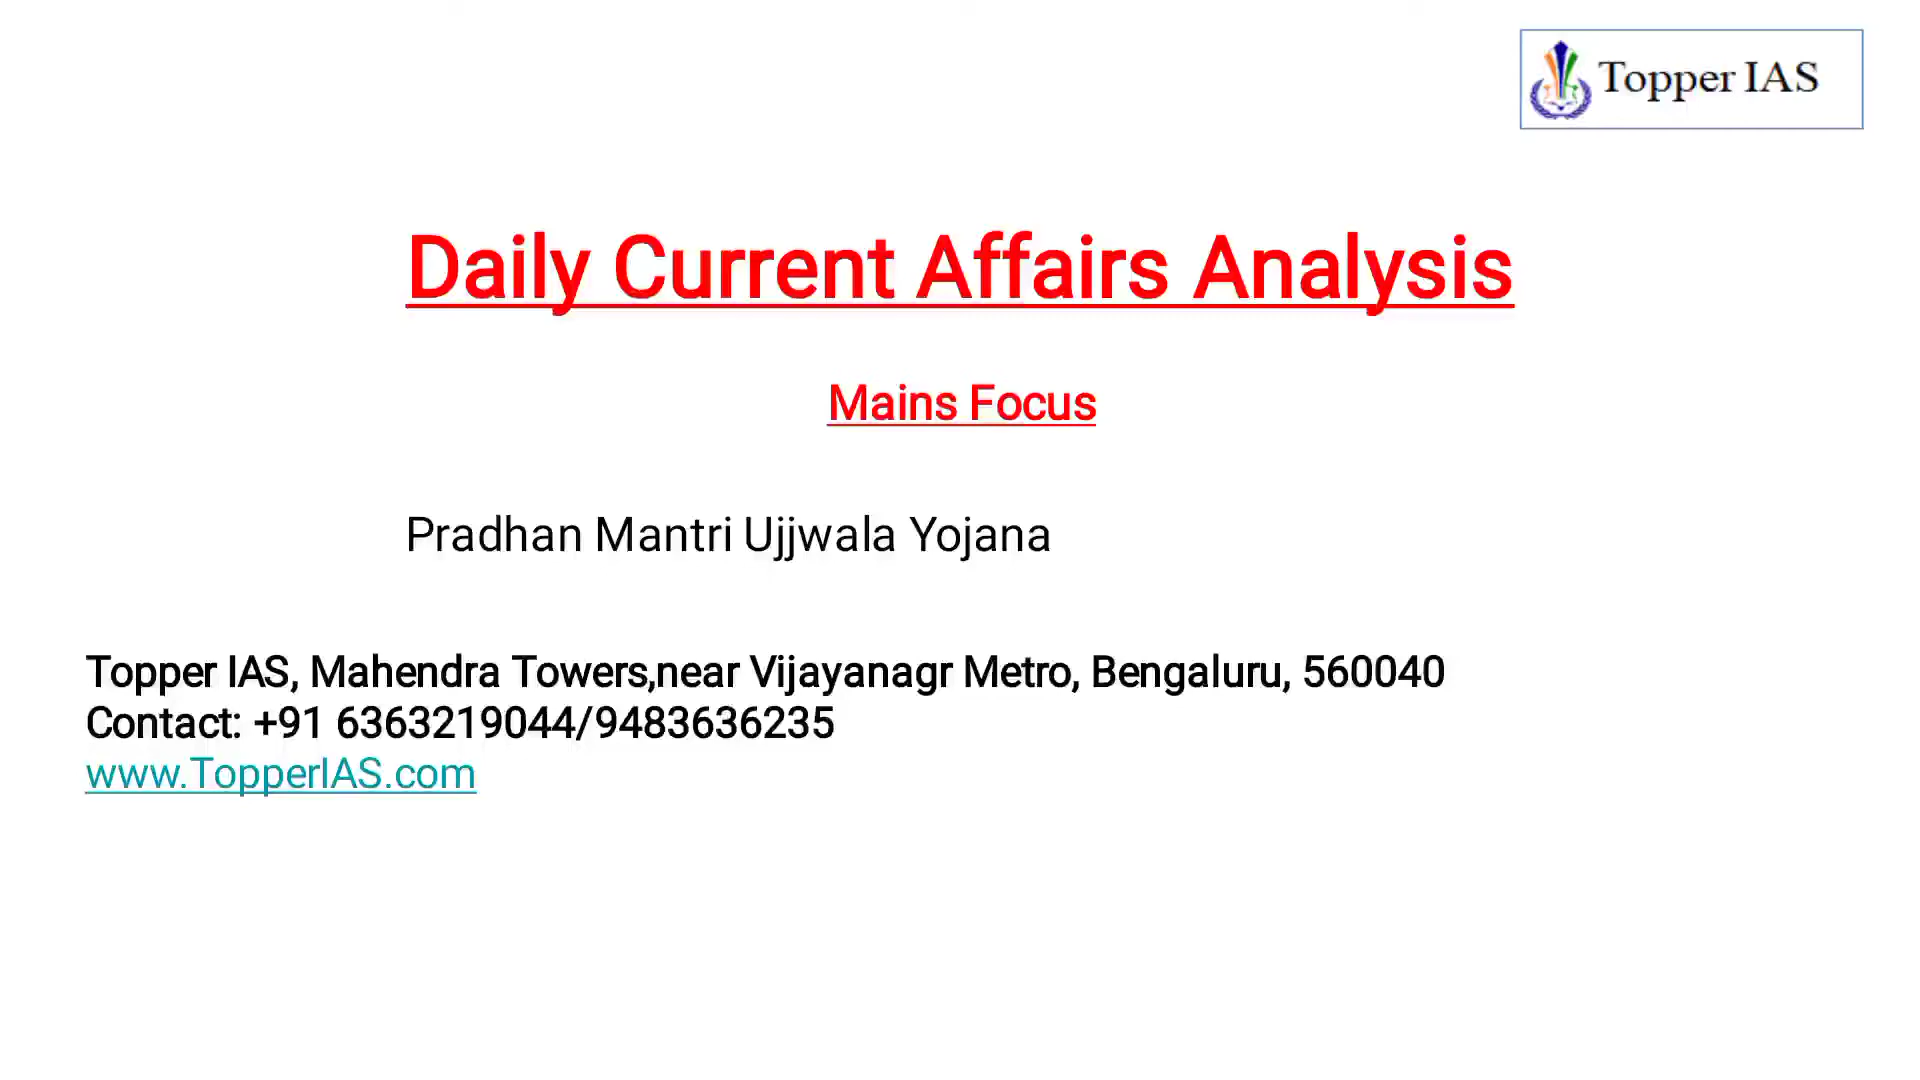 Topper IAS
Daily Current Affairs Analysis
Mains Focus
Pradhan Mantri Ujjwala Yojana
Topper IAS, Mahendra Towers,near Vijayanagr Metro, Bengaluru, 560040
Contact: +91 6363219044/9483636235
www.TopperIAS.com